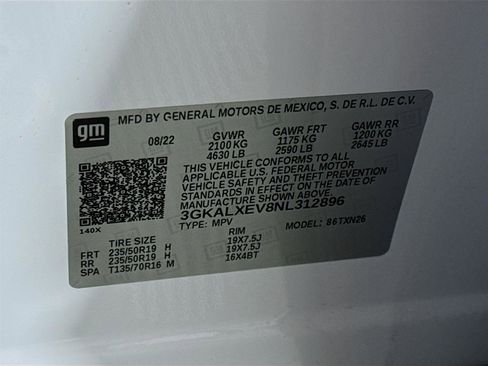 gm
MFD BY GENERAL MOTORS DE MEXICO, S. DE R.L. DE C.V.
08/22 GVWR GAWR FRT GAWR RR
2100 KG 1175 KG 1200 KG
4630 LB 2590 LB 2645 LB
THIS VEHICLE CONFORMS TO ALL
APPLICABLE U.S. FEDERAL MOTOR
VEHICLE SAFETY STANDARDS IN
EFFECT ON THE DATE OF
MANUFACTURE SHOWN ABOVE.
3GKALXEV8NL312896
TYPE: MPV MODEL: 86TXN26
140X
TIRE SIZE RIM
FRT 235/50R19 H 19X7.5J
RR 235/50R19 H 19X7.5J
SPA T135/70R16 M 16X4BT